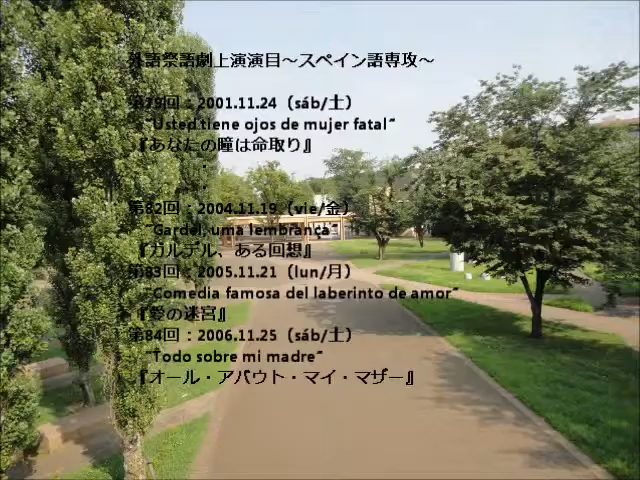 外語祭語劇上演演目～スペイン語専攻～
第79回：2001.11.24（sáb/土）
“Usted tiene ojos de mujer fatal”
『あなたの瞳は命取り』
・
・
第82回：2004.11.19（vie/金）
“Gardel, uma lembrança”
『ガルデル、ある回想』
第83回：2005.11.21（lun/月）
“Comedia famosa del laberinto de amor”
『愛の迷宮』
第84回：2006.11.25（sáb/土）
“Todo sobre mi madre”
『オール・アバウト・マイ・マザー』